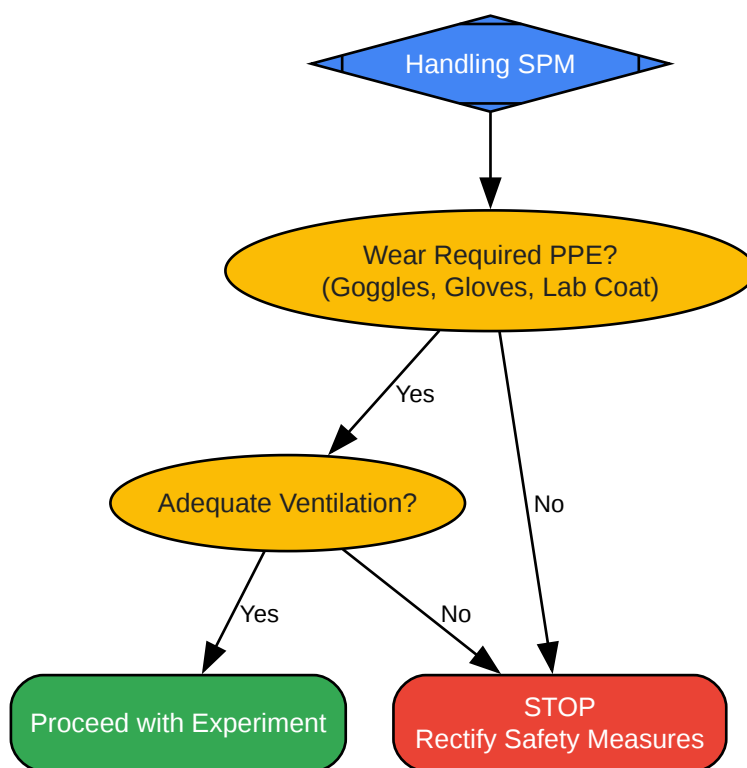 Handling SPM
Wear Required PPE?
(Goggles, Gloves, Lab Coat)
Yes
Adequate Ventilation?
No
Yes
No
Proceed with Experiment
STOP
Rectify Safety Measures